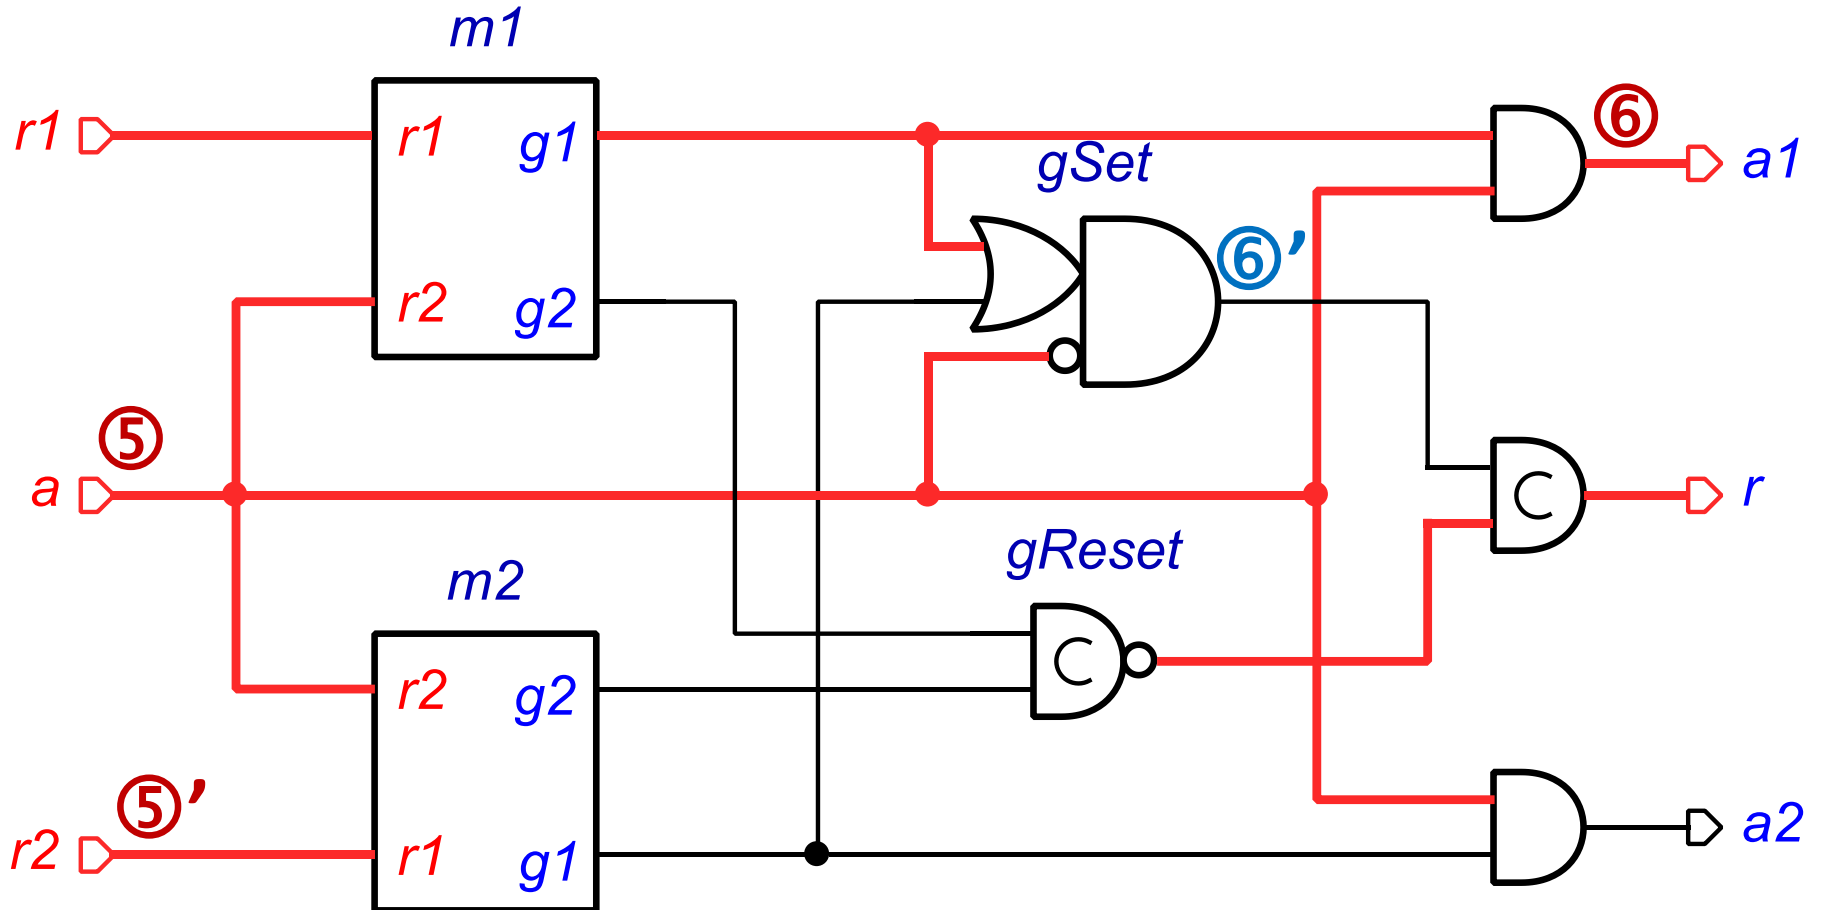 m1
r1
r1
g1
⑥
a1
gSet
⑥’
r2
g2
⑤
a
C
r
gReset
m2
C
r2
g2
⑤’
r2
r1
g1
a2